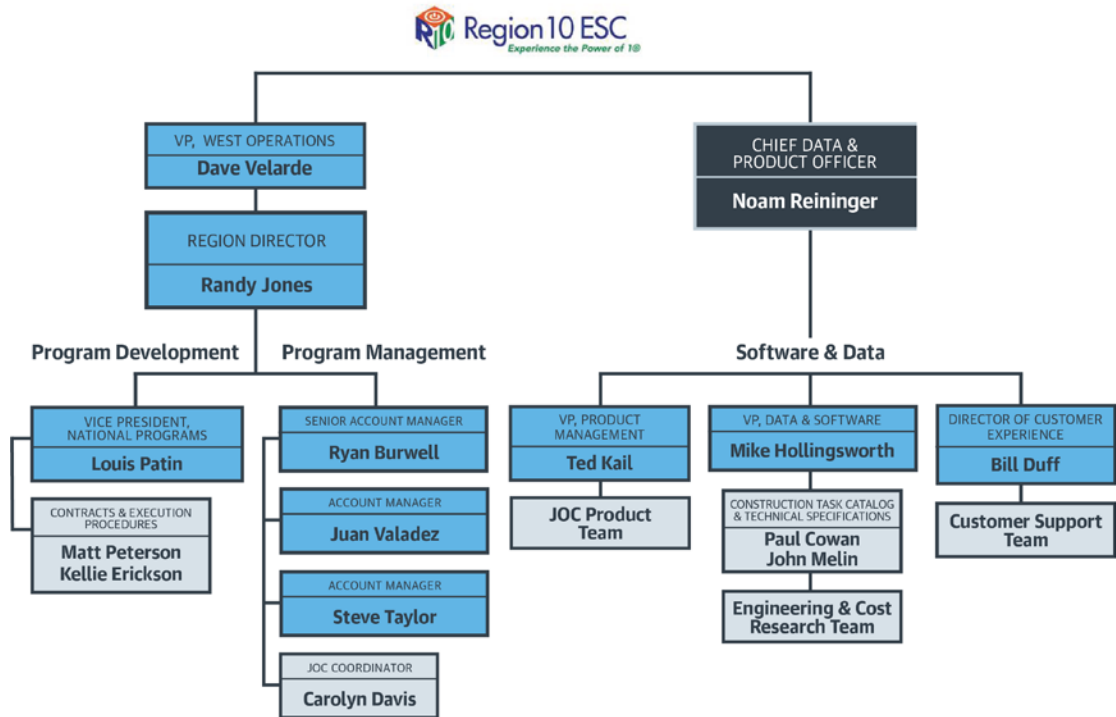 R10 Region 10 ESC
Experience the Power of 10
VP, WEST OPERATIONS
Dave Velarde
CHIEF DATA &
PRODUCT OFFICER
Noam Reininger
REGION DIRECTOR
Randy Jones
Program Development
Program Management
Software & Data
VICE PRESIDENT,
NATIONAL PROGRAMS
Louis Patin
CONTRACTS & EXECUTION
PROCEDURES
Matt Peterson
Kellie Erickson
SENIOR ACCOUNT MANAGER
Ryan Burwell
ACCOUNT MANAGER
Juan Valadez
ACCOUNT MANAGER
Steve Taylor
JOC COORDINATOR
Carolyn Davis
VP, PRODUCT
MANAGEMENT
Ted Kail
JOC Product
Team
VP, DATA & SOFTWARE
Mike Hollingsworth
CONSTRUCTION TASK CATALOG
& TECHNICAL SPECIFICATIONS
Paul Cowan
John Melin
Engineering & Cost
Research Team
DIRECTOR OF CUSTOMER
EXPERIENCE
Bill Duff
Customer Support
Team